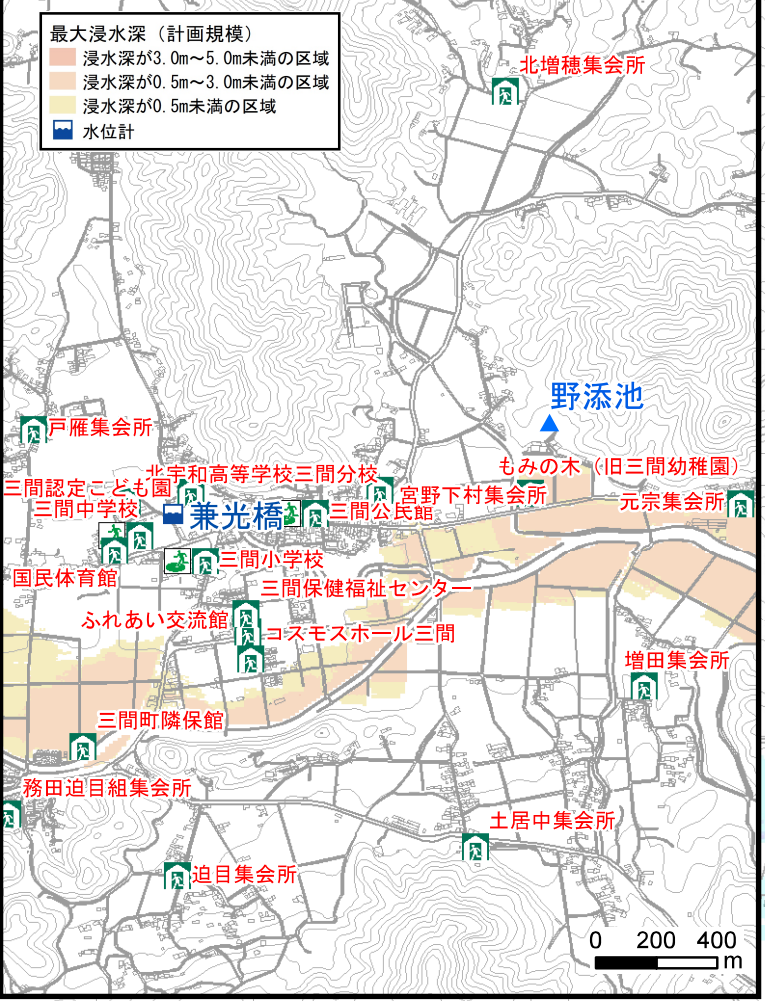 最大浸水深（計画規模）
浸水深が3.0m～5.0m未満の区域
浸水深が0.5m～3.0m未満の区域
浸水深が0.5m未満の区域
水位計
北増穂集会所
野添池
戸雁集会所
もみの木（旧三間幼稚園）
北宇和高等学校三間分校
三間認定こども園
宮野下村集会所
元宗集会所
三間中学校
兼光橋
三間公民館
三間小学校
国民体育館
三間保健福祉センター
ふれあい交流館
コスモスホール三間
増田集会所
三間町隣保館
務田迫目組集会所
土居中集会所
迫目集会所
0 200 400
m